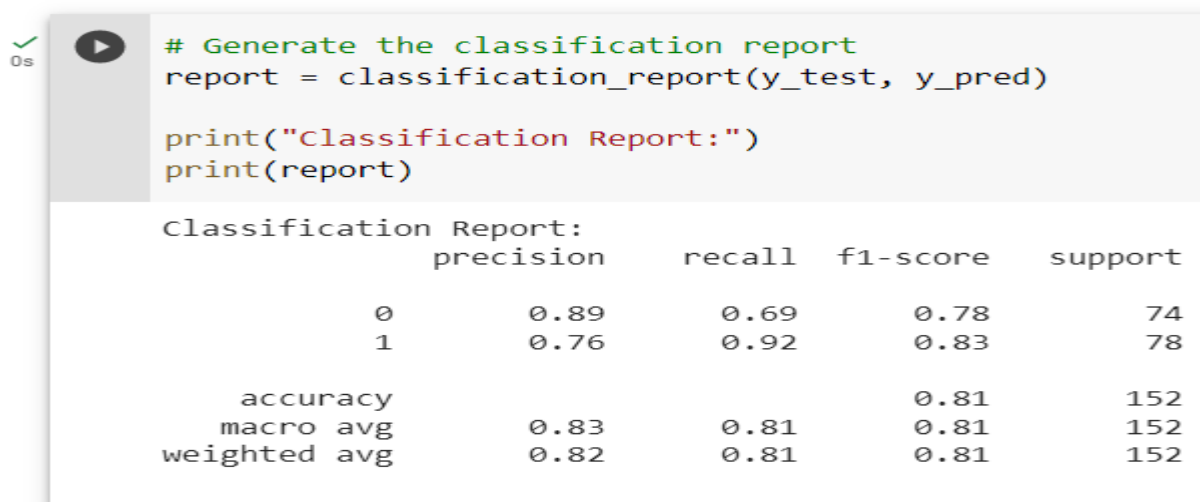 0s
# Generate the classification report
report = classification_report(y_test, y_pred)
print("Classification Report:")
print(report)
Classification Report:
precision recall f1-score support
0 0.89 0.69 0.78 74
1 0.76 0.92 0.83 78
accuracy 0.81 152
macro avg 0.83 0.81 0.81 152
weighted avg 0.82 0.81 0.81 152